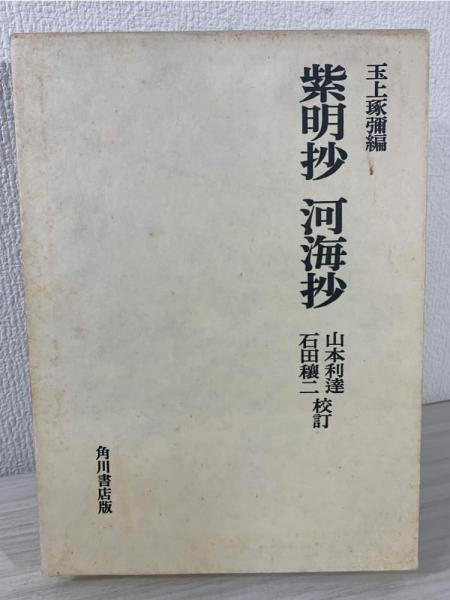 玉上琢彌編
紫明抄 河海抄
山本利達
石田穰二
校訂
角川書店版